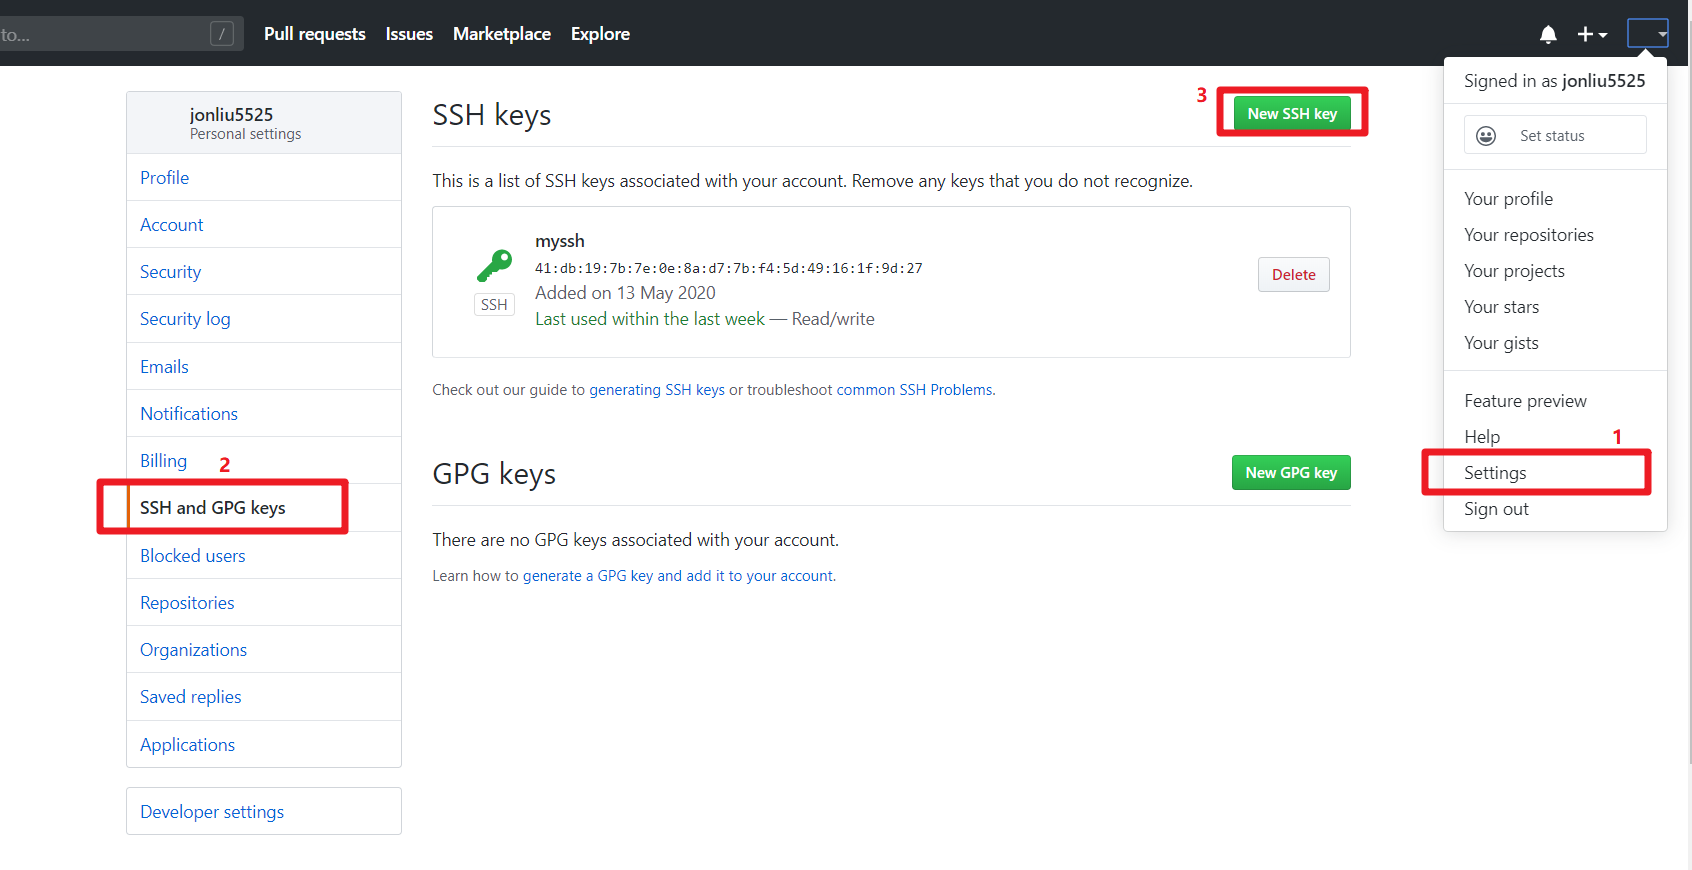 to...
/
Pull requests
Issues
Marketplace
Explore
Signed in as jonliu5525
Set status
Your profile
Your repositories
Your projects
Your stars
Your gists
Feature preview
Help
1
Settings
Sign out
jonliu5525
Personal settings
Profile
Account
Security
Security log
Emails
Notifications
Billing
2
SSH and GPG keys
Blocked users
Repositories
Organizations
Saved replies
Applications
Developer settings
SSH keys
3
New SSH key
This is a list of SSH keys associated with your account. Remove any keys that you do not recognize.
myssh
41:db:19:7b:7e:0e:8a:d7:7b:f4:5d:49:16:1f:9d:27
Added on 13 May 2020
Last used within the last week — Read/write
SSH
Delete
Check out our guide to generating SSH keys or troubleshoot common SSH Problems.
GPG keys
New GPG key
There are no GPG keys associated with your account.
Learn how to generate a GPG key and add it to your account.